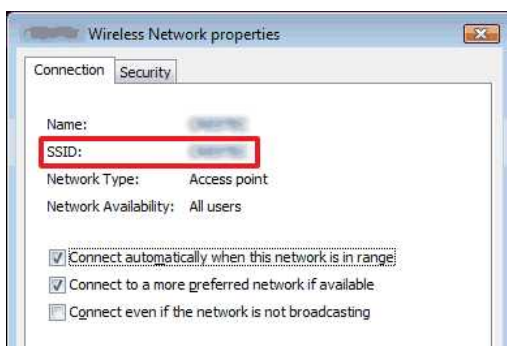 Wireless Network properties
Connection Security
Name:
SSID:
Network Type: Access point
Network Availability: All users
Connect automatically when this network is in range
Connect to a more preferred network if available
Connect even if the network is not broadcasting